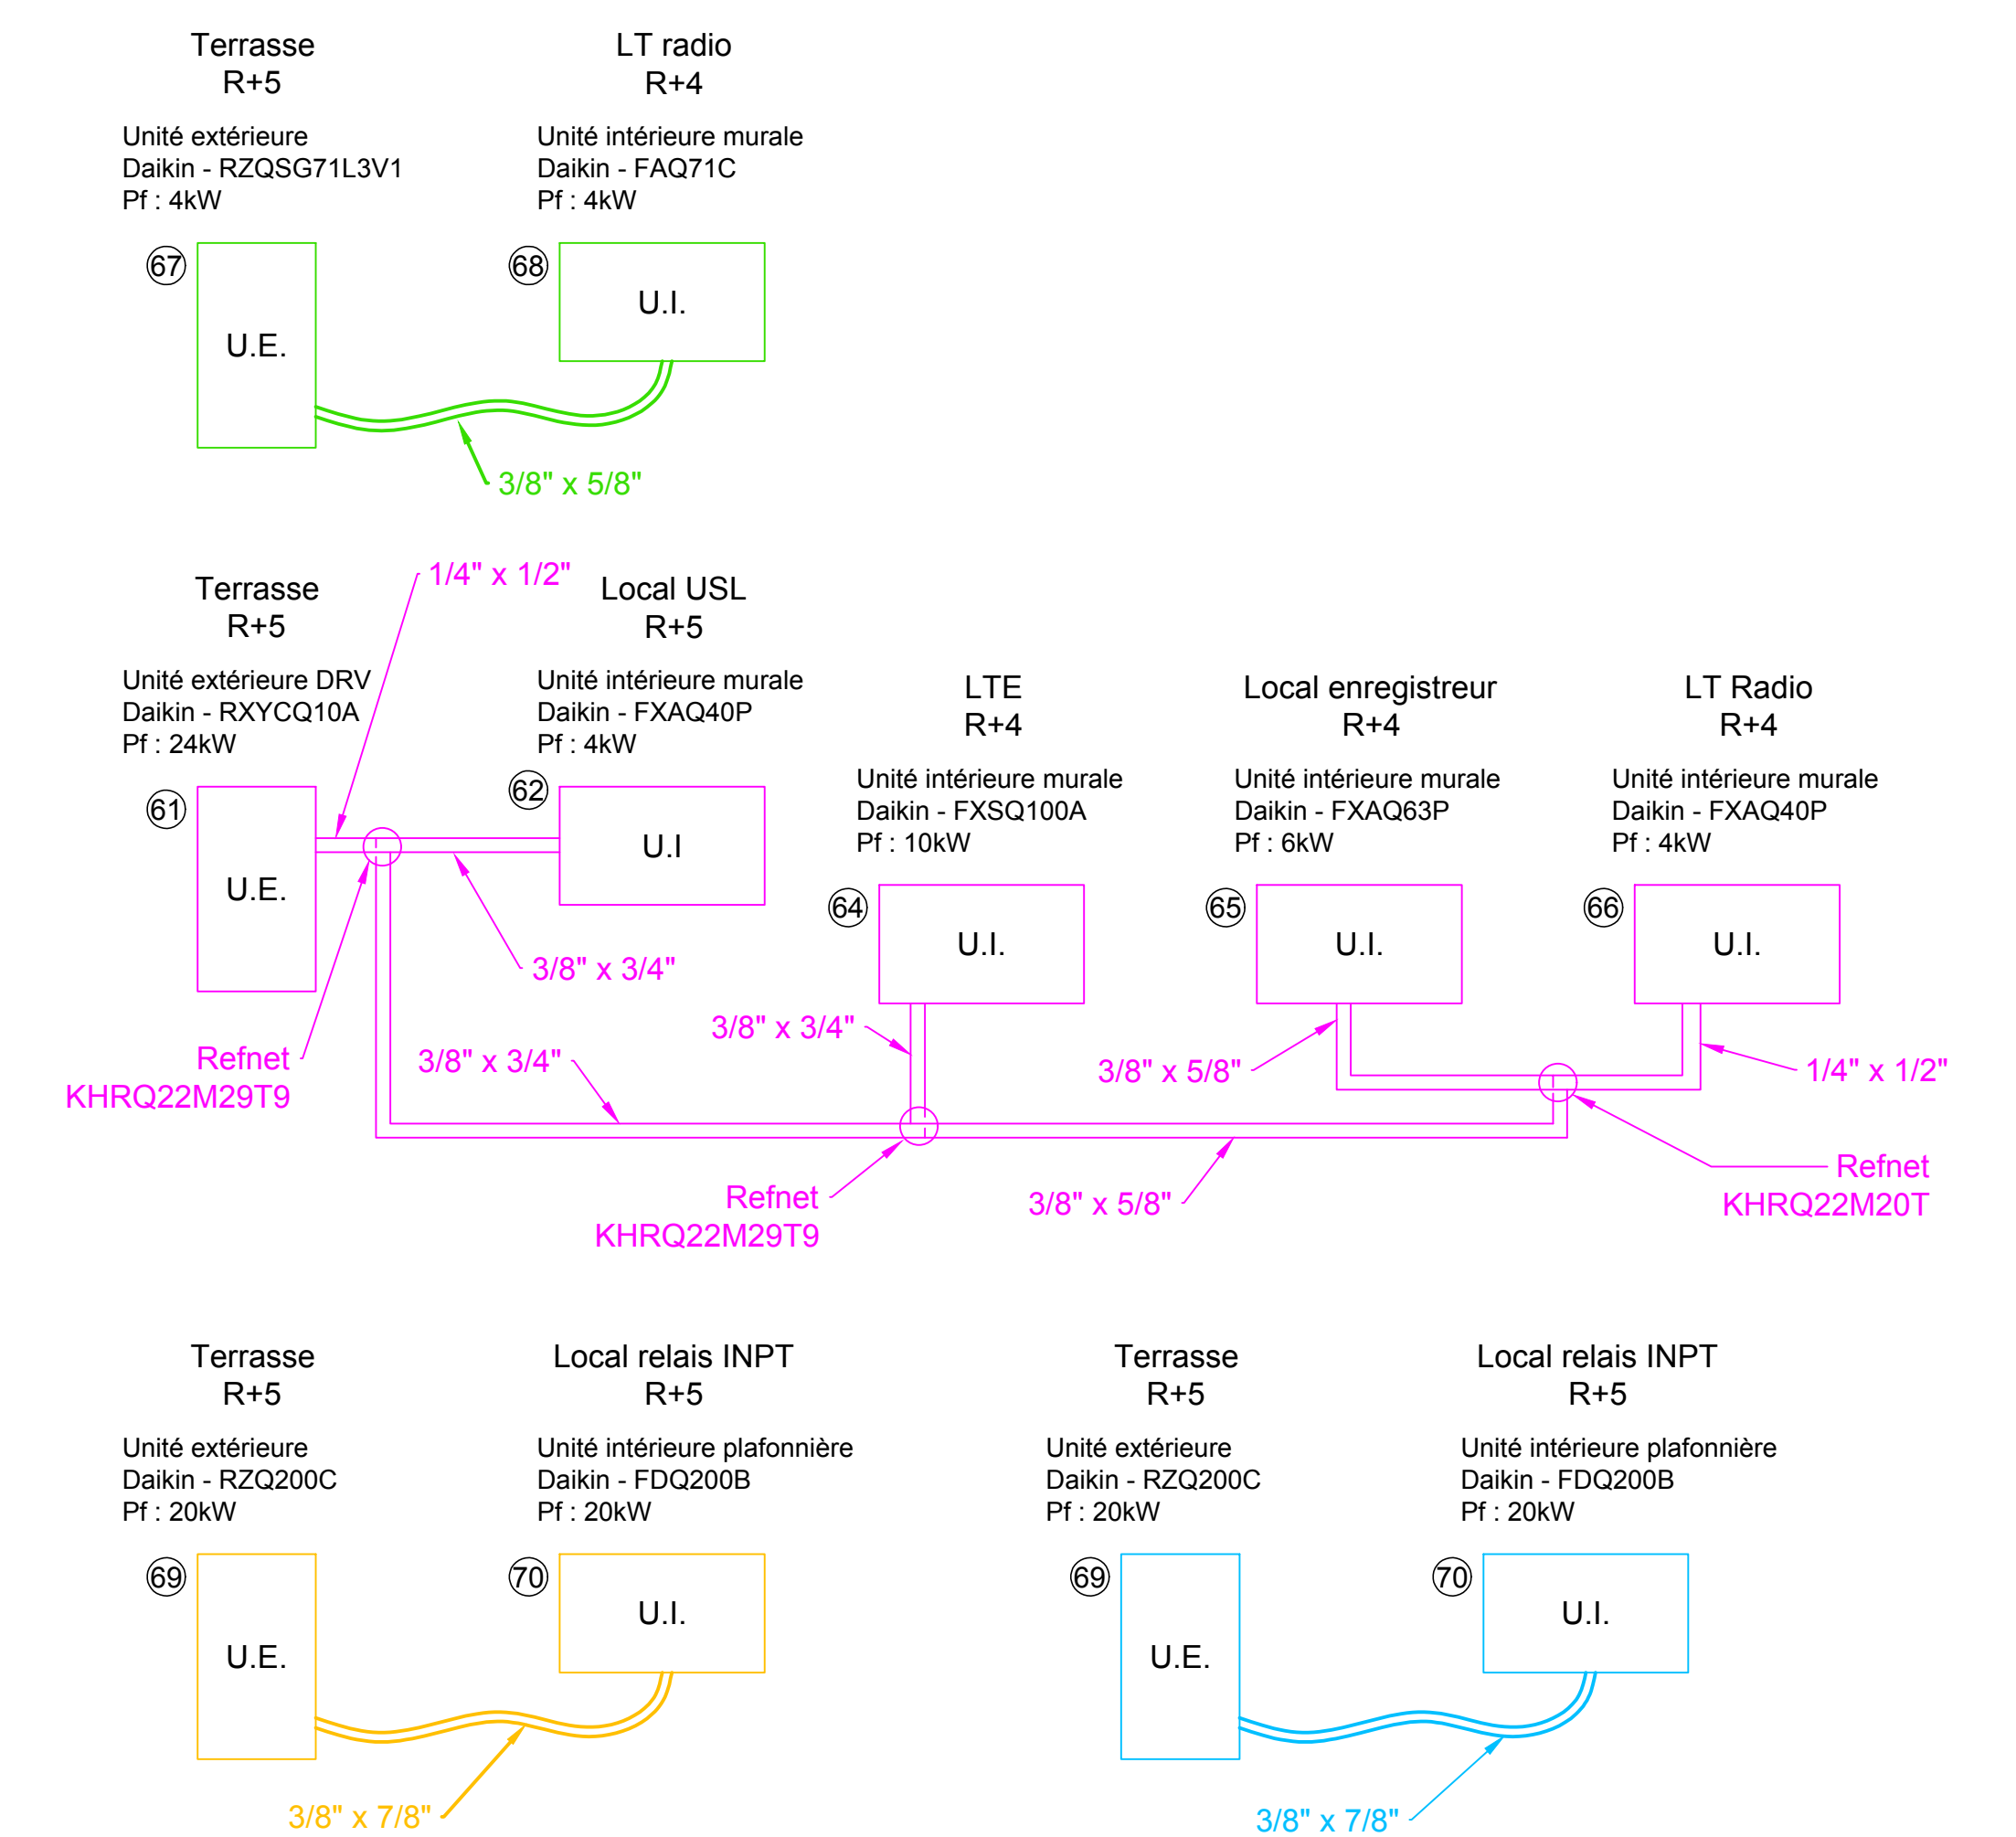 Terrasse
R+5
Unité extérieure
Daikin - RZQSG71L3V1
Pf : 4kW
67
U.E.
LT radio
R+4
Unité intérieure murale
Daikin - FAQ71C
Pf : 4kW
68
U.I.
3/8" x 5/8"
Terrasse
R+5
Unité extérieure DRV
Daikin - RXYCQ10A
Pf : 24kW
61
U.E.
1/4" x 1/2"
Local USL
R+5
Unité intérieure murale
Daikin - FXAQ40P
Pf : 4kW
62
U.I
3/8" x 3/4"
Refnet
KHRQ22M29T9
3/8" x 3/4"
LTE
R+4
Unité intérieure murale
Daikin - FXSQ100A
Pf : 10kW
64
U.I.
3/8" x 3/4"
Refnet
KHRQ22M29T9
Local enregistreur
R+4
Unité intérieure murale
Daikin - FXAQ63P
Pf : 6kW
65
U.I.
3/8" x 5/8"
3/8" x 5/8"
LT Radio
R+4
Unité intérieure murale
Daikin - FXAQ40P
Pf : 4kW
66
U.I.
1/4" x 1/2"
Refnet
KHRQ22M20T
Terrasse
R+5
Unité extérieure
Daikin - RZQ200C
Pf : 20kW
69
U.E.
Local relais INPT
R+5
Unité intérieure plafonnière
Daikin - FDQ200B
Pf : 20kW
70
U.I.
3/8" x 7/8"
Terrasse
R+5
Unité extérieure
Daikin - RZQ200C
Pf : 20kW
69
U.E.
Local relais INPT
R+5
Unité intérieure plafonnière
Daikin - FDQ200B
Pf : 20kW
70
U.I.
3/8" x 7/8"